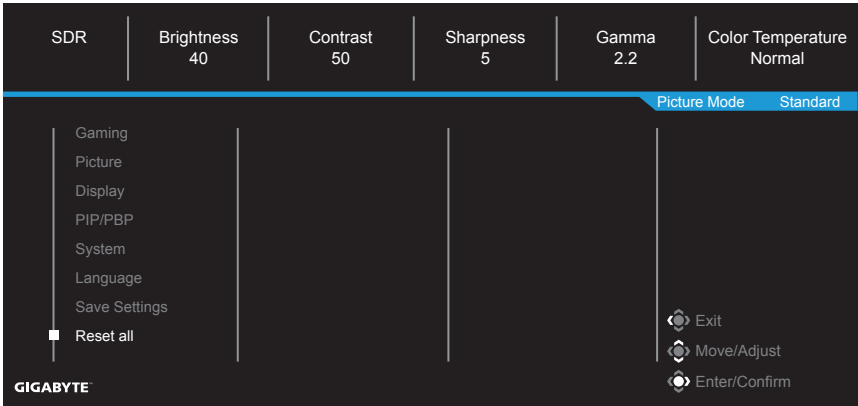 SDR Brightness Contrast Sharpness Gamma Color Temperature
40 50 5 2.2 Normal
Picture Mode Standard
Gaming
Picture
Display
PIP/PBP
System
Language
Save Settings
Reset all
Exit
Move/Adjust
Enter/Confirm
GIGABYTE™